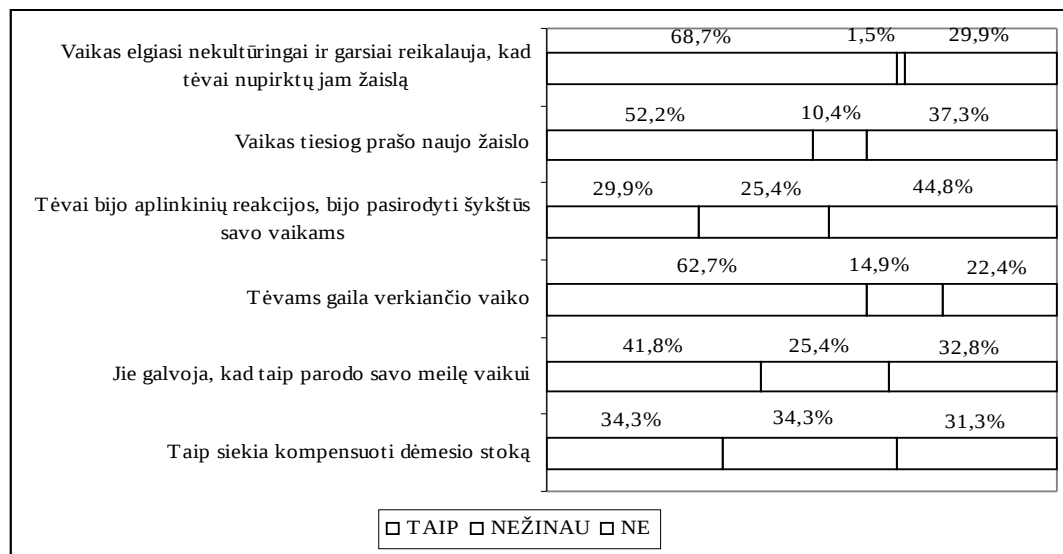 68,7% 1,5% 29,9%
Vaikas elgiasi nekultūringai ir garsiai reikalauja, kad
tėvai nupirktų jam žaislą
52,2% 10,4% 37,3%
Vaikas tiesiog prašo naujo žaislo
29,9% 25,4% 44,8%
Tėvai bijo aplinkinių reakcijos, bijo pasirodyti šykštūs
savo vaikams
62,7% 14,9% 22,4%
Tėvams gaila verkiančio vaiko
41,8% 25,4% 32,8%
Jie galvoja, kad taip parodo savo meilę vaikui
34,3% 34,3% 31,3%
Taip siekia kompensuoti dėmesio stoką
TAIP NEŽINAU NE